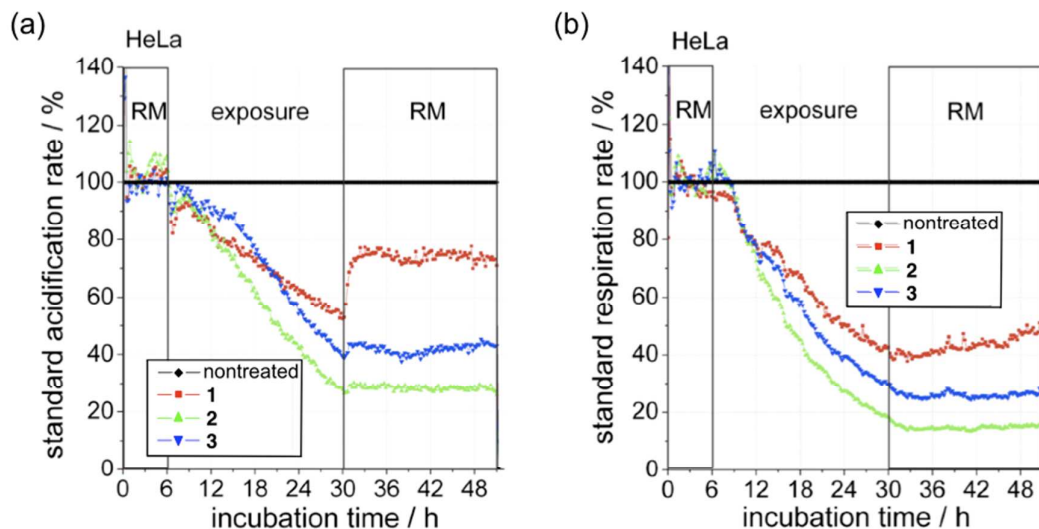 (a)
HeLa
140
120
100
80
60
40
20
0
standard acidification rate / %
RM
exposure
RM
nontreated
1
2
3
0 6 12 18 24 30 36 42 48
incubation time / h
(b)
HeLa
140
120
100
80
60
40
20
0
standard respiration rate / %
RM
exposure
RM
nontreated
1
2
3
0 6 12 18 24 30 36 42 48
incubation time / h